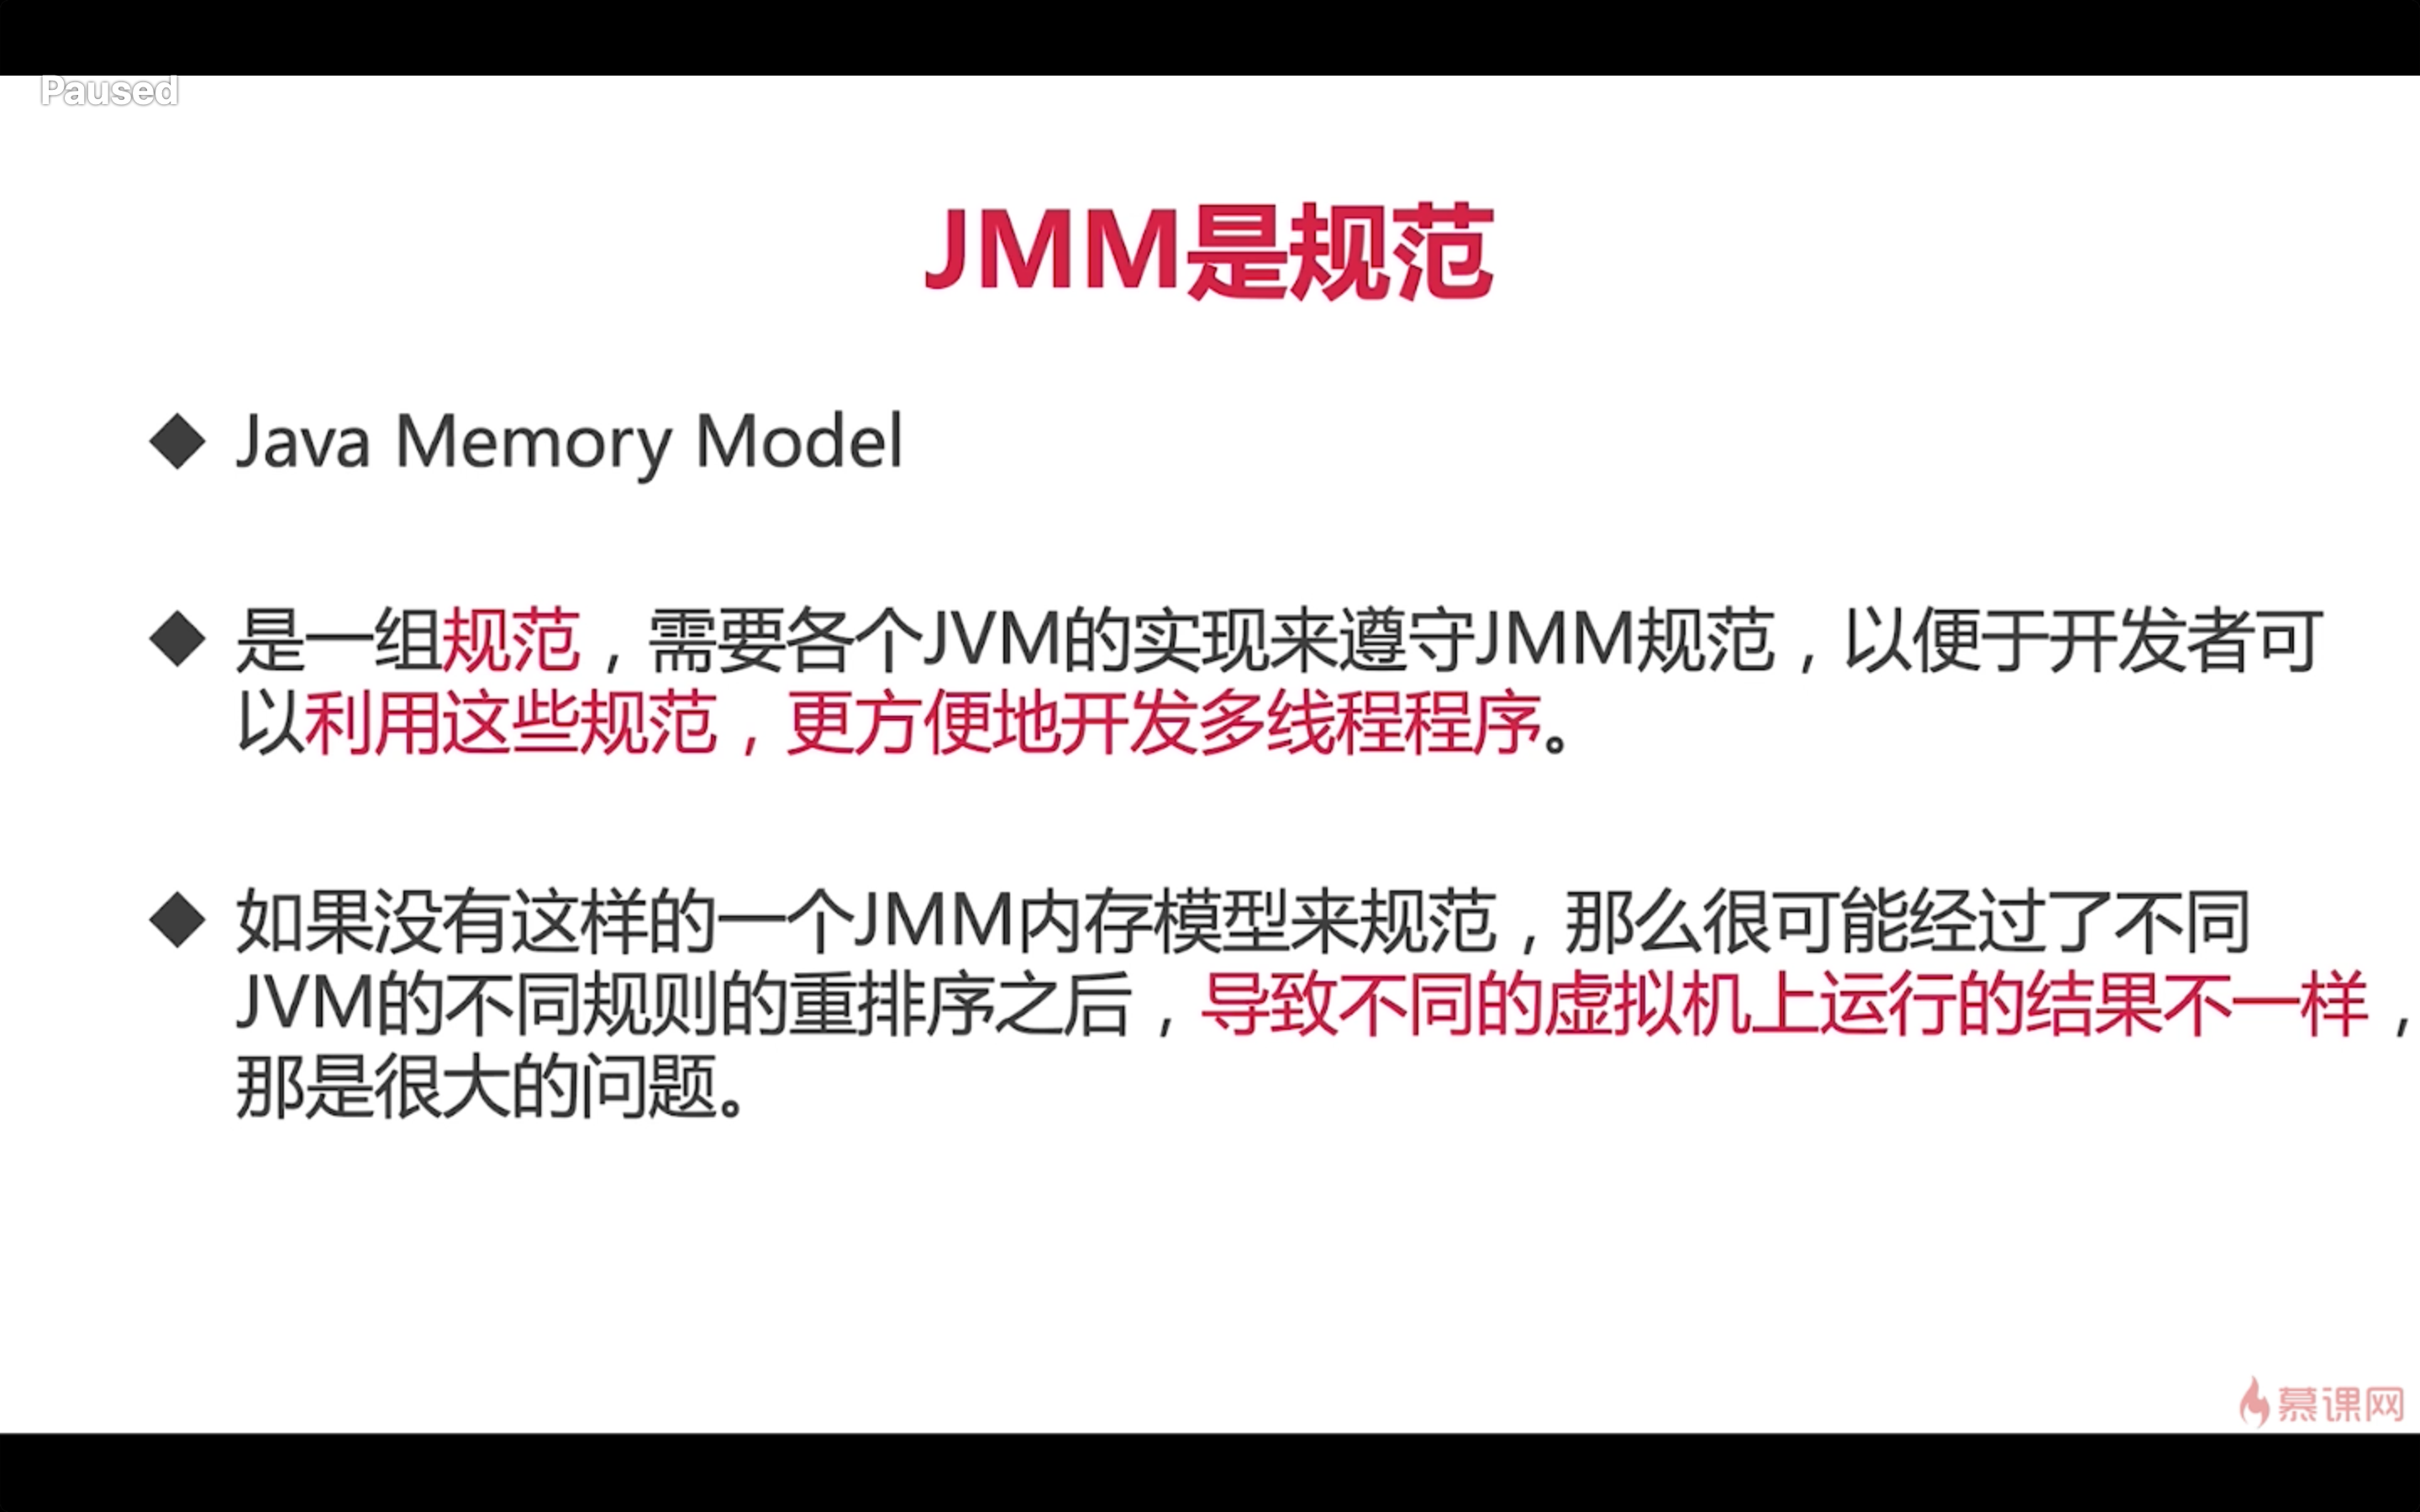 Paused
JMM是规范
◆ Java Memory Model
◆ 是一组规范，需要各个JVM的实现来遵守JMM规范，以便于开发者可
以利用这些规范，更方便地开发多线程程序。
◆ 如果没有这样的一个JMM内存模型来规范，那么很可能经过了不同
JVM的不同规则的重排序之后，导致不同的虚拟机上运行的结果不一样，
那是很大的问题。
慕课网